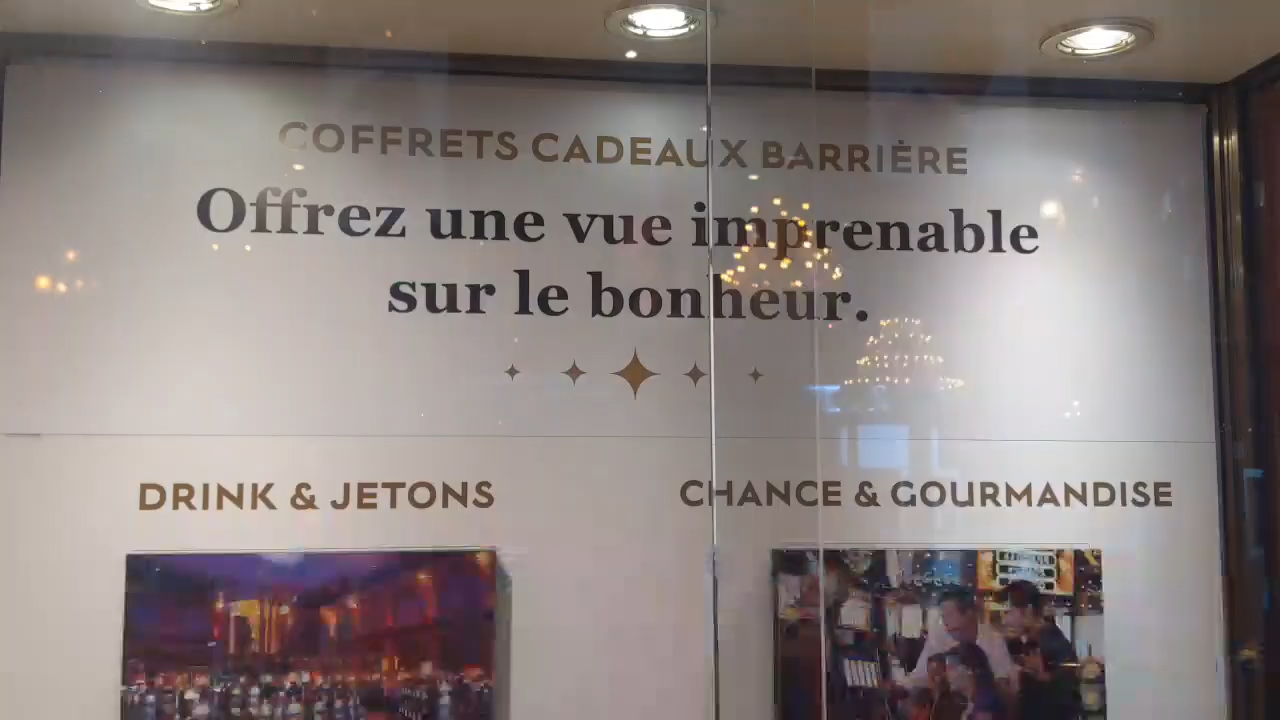 COFFRETS CADEAUX BARRIÈRE
Offrez une vue imprenable
sur le bonheur.
DRINK & JETONS
CHANCE & GOURMANDISE